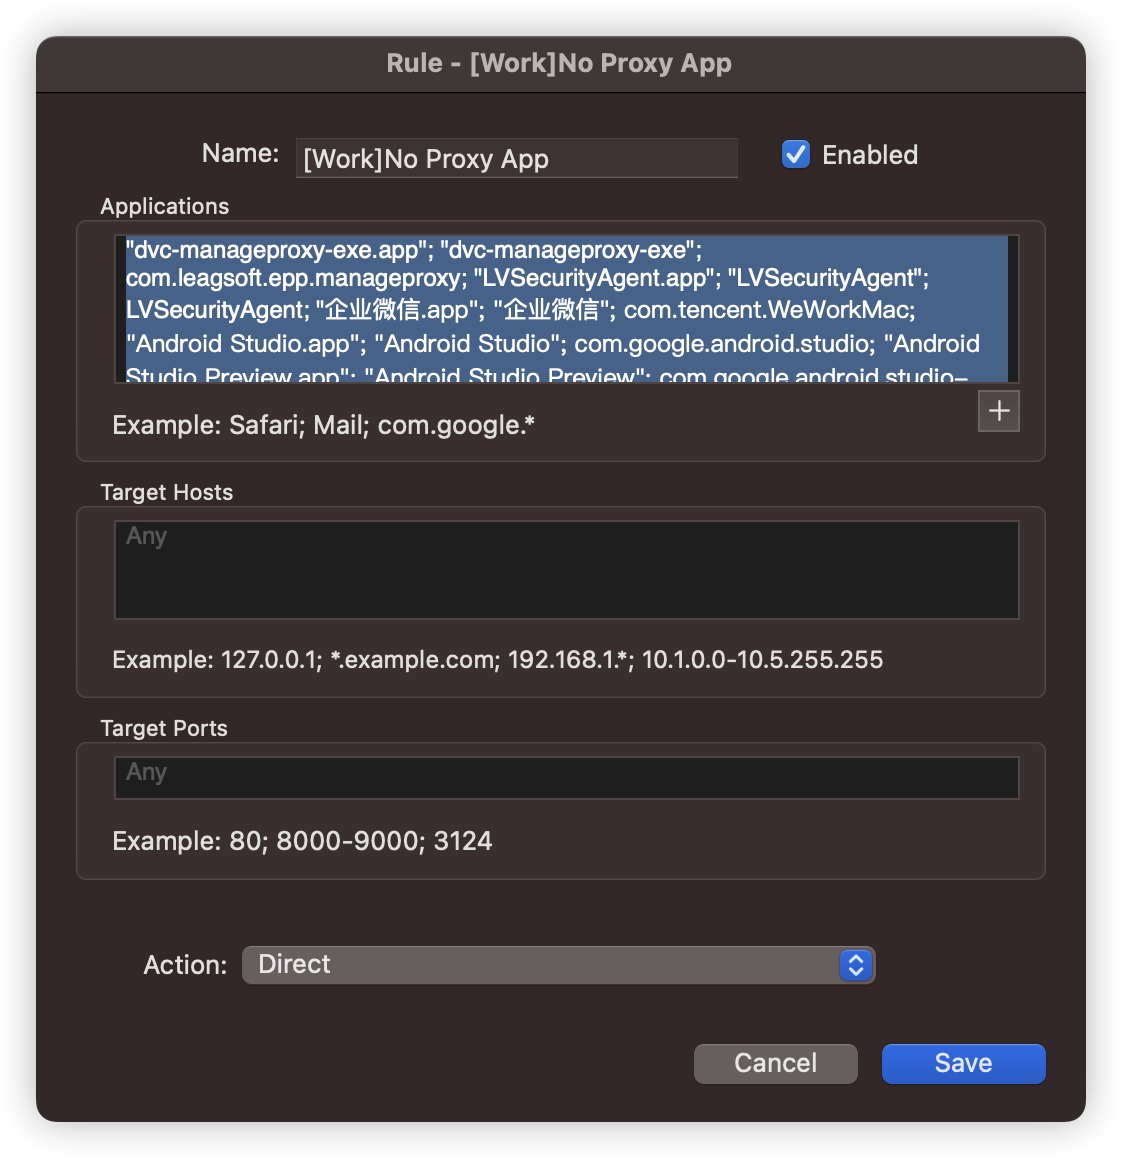 Rule - [Work]No Proxy App
Name:
[Work]No Proxy App
Enabled
Applications
"dvc-manageproxy-exe.app"; "dvc-manageproxy-exe";
com.leagsoft.epp.manageproxy; "LVSecurityAgent.app"; "LVSecurityAgent";
LVSecurityAgent; "企业微信.app"; "企业微信"; com.tencent.WeWorkMac;
"Android Studio.app"; "Android Studio"; com.google.android.studio; "Android
Studio Preview.app"; "Android Studio Preview"; com.google.android.studio-
Example: Safari; Mail; com.google.*
Target Hosts
Any
Example: 127.0.0.1; *.example.com; 192.168.1.*; 10.1.0.0-10.5.255.255
Target Ports
Any
Example: 80; 8000-9000; 3124
Action:
Direct
Cancel
Save